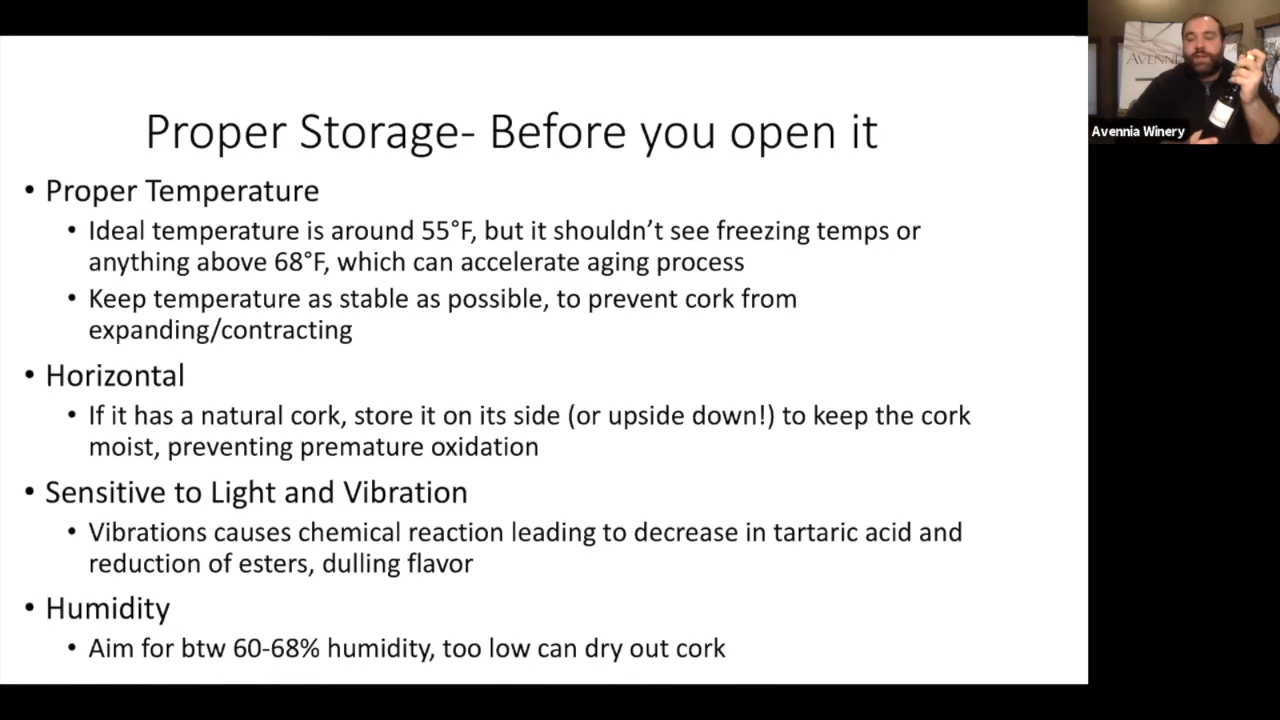 Proper Storage- Before you open it
• Proper Temperature
• Ideal temperature is around 55°F, but it shouldn’t see freezing temps or
anything above 68°F, which can accelerate aging process
• Keep temperature as stable as possible, to prevent cork from
expanding/contracting
• Horizontal
• If it has a natural cork, store it on its side (or upside down!) to keep the cork
moist, preventing premature oxidation
• Sensitive to Light and Vibration
• Vibrations causes chemical reaction leading to decrease in tartaric acid and
reduction of esters, dulling flavor
• Humidity
• Aim for btw 60-68% humidity, too low can dry out cork
Avennia Winery